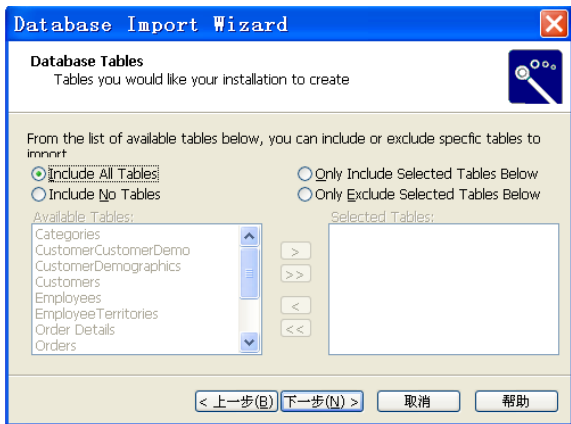 Database Import Wizard
Database Tables
Tables you would like your installation to create
From the list of available tables below, you can include or exclude specfic tables to
import
Include All Tables
Only Include Selected Tables Below
Include No Tables
Only Exclude Selected Tables Below
Available Tables:
Selected Tables:
Categories
CustomerCustomerDemo
CustomerDemographics
Customers
Employees
EmployeeTerritories
Order Details
Orders
>
>>
<
<<
< 上一步(B)
下一步(N) >
取消
帮助